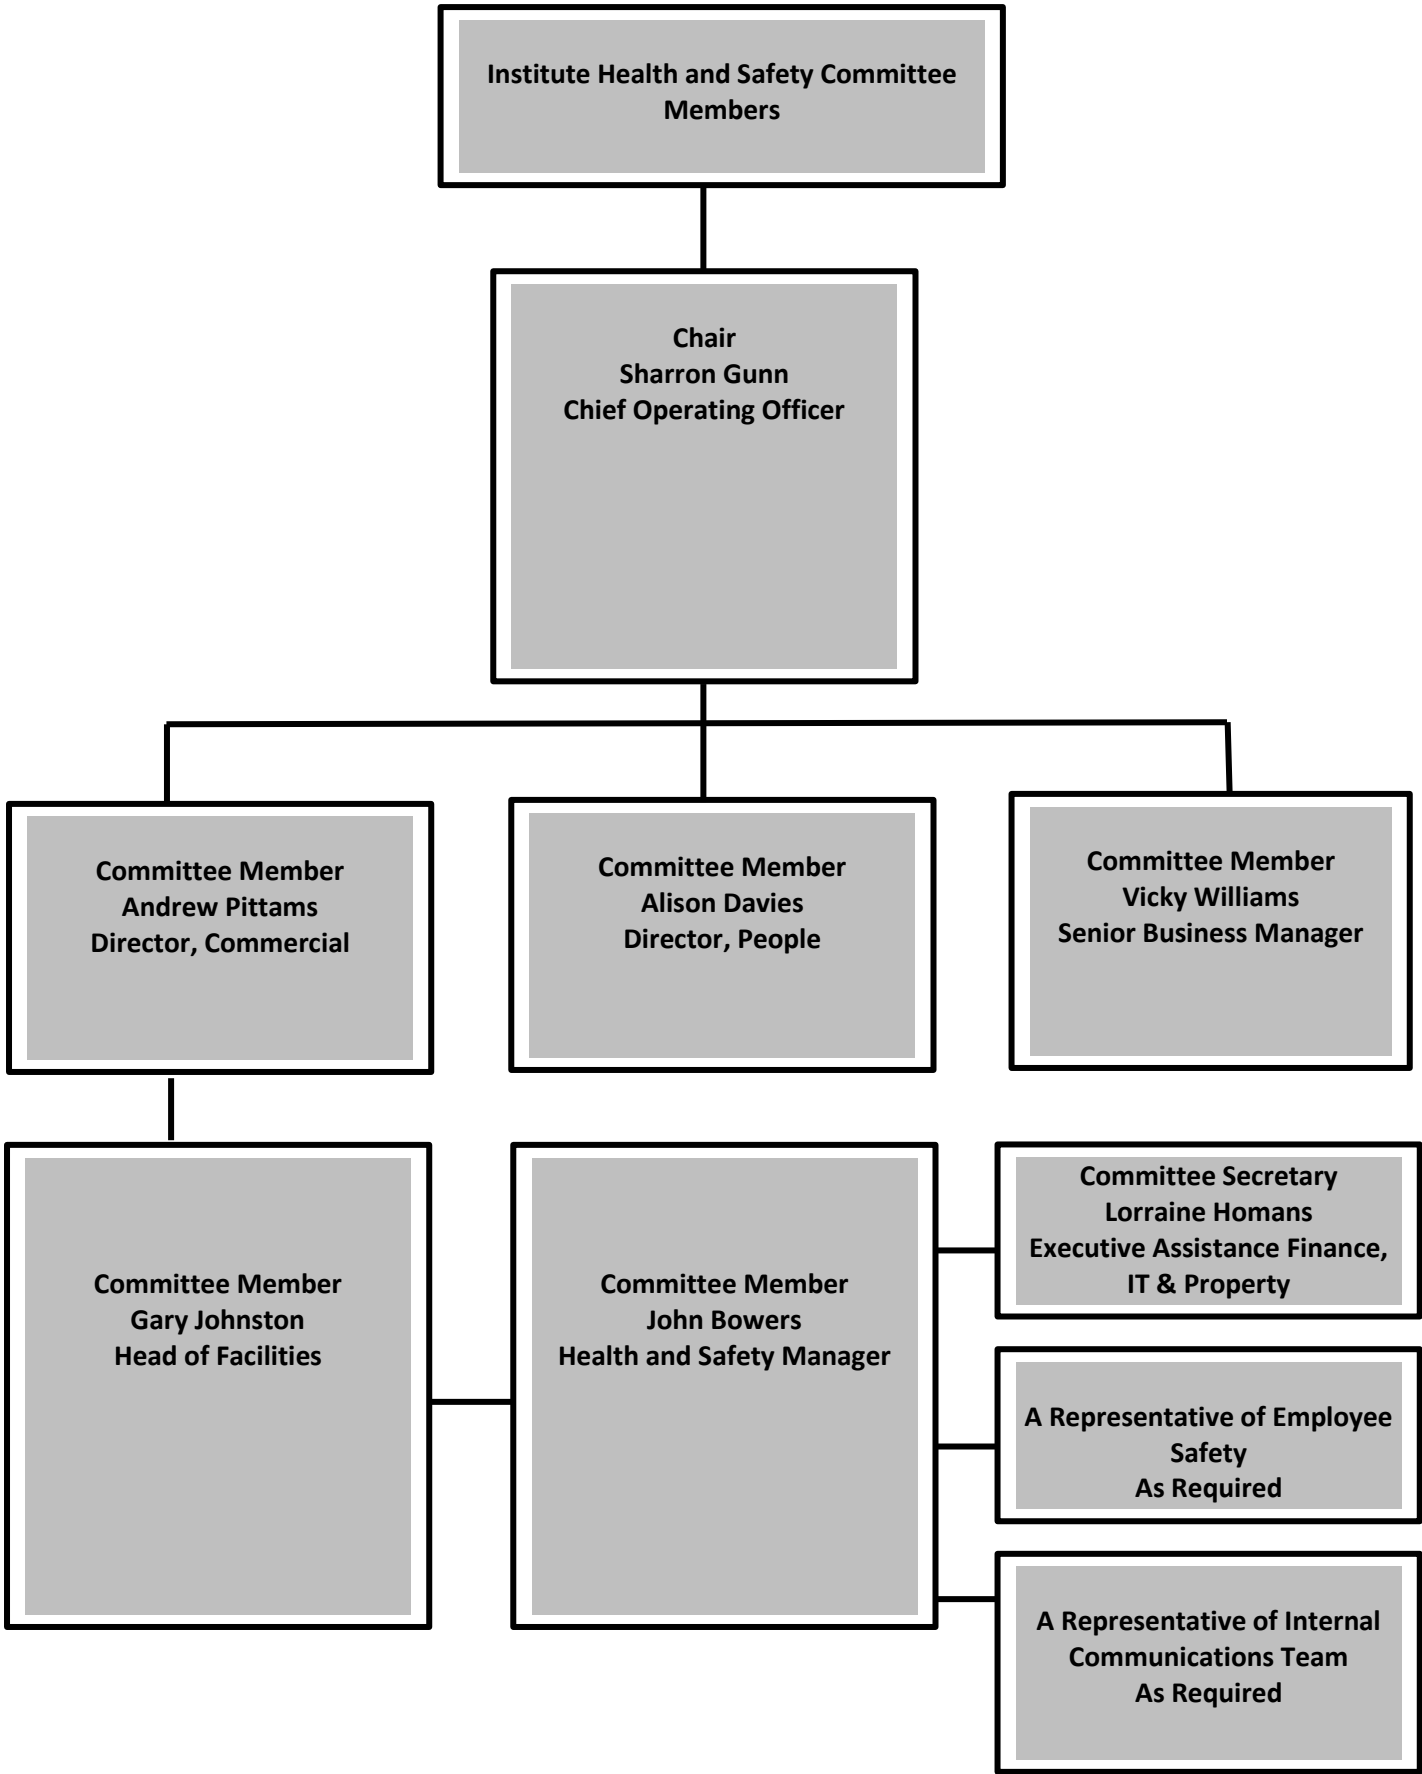 Institute Health and Safety Committee
Members
Chair
Sharron Gunn
Chief Operating Officer
Committee Member
Andrew Pittams
Director, Commercial
Committee Member
Alison Davies
Director, People
Committee Member
Vicky Williams
Senior Business Manager
Committee Member
Gary Johnston
Head of Facilities
Committee Member
John Bowers
Health and Safety Manager
Committee Secretary
Lorraine Homans
Executive Assistance Finance,
IT & Property
A Representative of Employee
Safety
As Required
A Representative of Internal
Communications Team
As Required